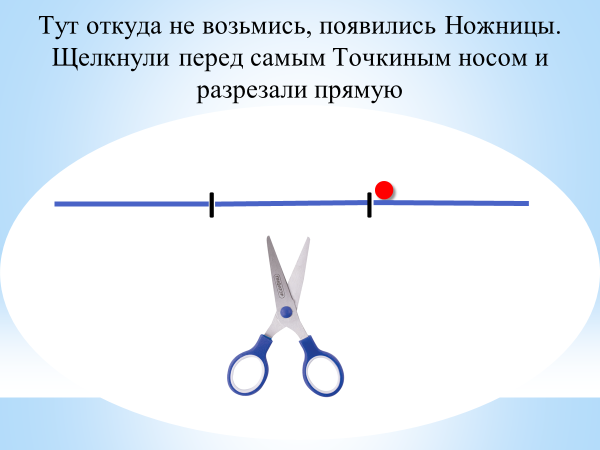 Тут откуда не возьмись, появились Ножницы.
Щелкнули перед самым Точкиным носом и
разрезали прямую